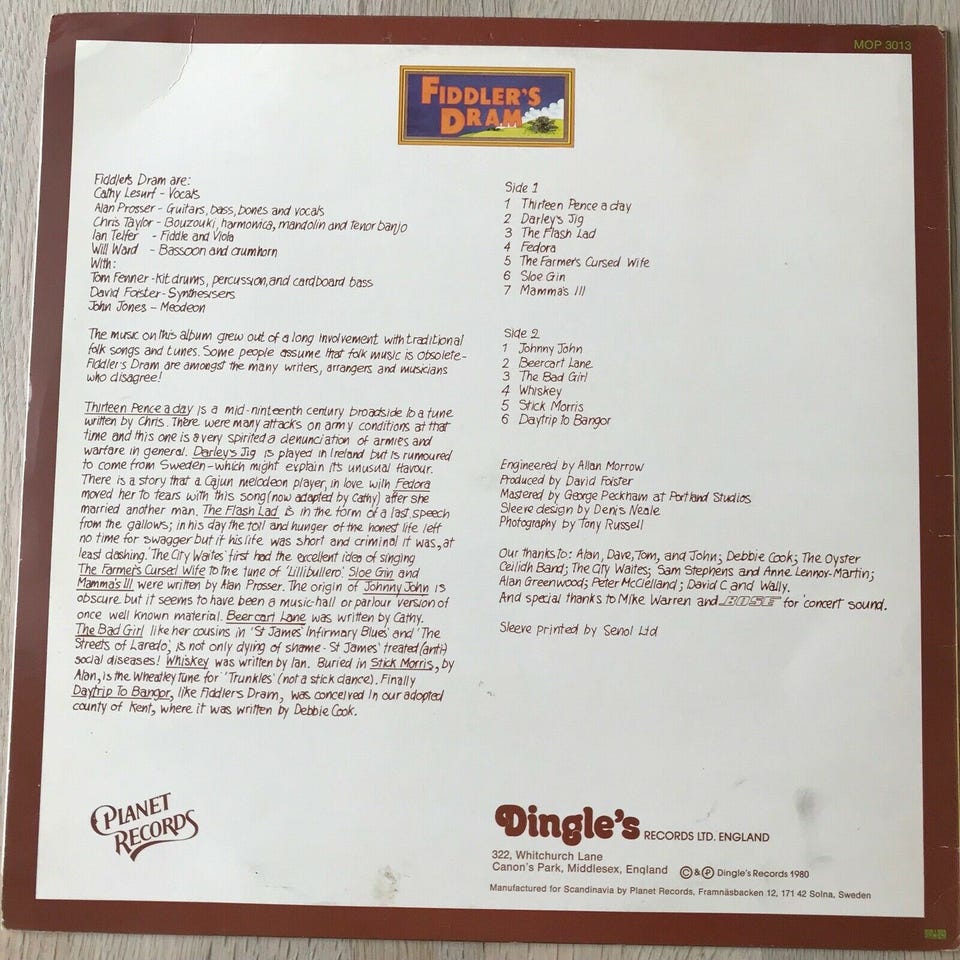 MOP 3013
FIDDLER'S
DRAM
Fiddler's Dram are:
Cathy Lesurf - Vocals
Alan Prosser - Guitars, bass, bones and vocals
Chris Taylor - Bouzouki, harmonica, mandolin and Tenor banjo
Ian Telfer - Fiddle and Viola
Will Ward - Bassoon and crumhorn
With:
Tom Fenner - Kit drums, percussion, and cardboard bass
David Foister - Synthesisers
John Jones - Meodeon
The music on this album grew out of a long involvement with traditional
folk songs and tunes. Some people assume that folk music is obsolete -
Fiddler's Dram are amongst the many writers, arrangers and musicians
who disagree!
Thirteen Pence a day is a mid-ninteenth century broadside to a tune
written by Chris. There were many attacks on army conditions at that
time and this one is a very spirited a denunciation of armies and
warfare in general. Darley's Jig is played in Ireland but is rumoured
to come from Sweden - which might explain its unusual flavour.
There is a story that a Cajun melodeon player, in love with Fedora
moved her to tears with this song (now adapted by Cathy) after she
married another man. The Flash Lad is in the form of a last speech
from the gallows; in his day the toil and hunger of the honest life left
no time for swagger but if his life was short and criminal it was, at
least dashing. 'The City Waites' first had the excellent idea of singing
The Farmer's Cursed Wife to the tune of 'Lillibullero'. Sloe Gin and
Mamma's III were written by Alan Prosser. The origin of Johnny John is
obscure but it seems to have been a music-hall or parlour version of
once well known material. Beercart Lane was written by Cathy.
The Bad Girl like her cousins in 'St James' Infirmary Blues' and 'The
Streets of Laredo', is not only dying of shame - St James' treated (anti-)
social diseases! Whiskey was written by Ian. Buried in Stick Morris, by
Alan, is the Wheatley tune for 'Trunkles' (not a stick dance). Finally
Daytrip To Bangor, like Fiddler's Dram, was conceived in our adopted
county of Kent, where it was written by Debbie Cook.
Side 1
1 Thirteen Pence a day
2 Darley's Jig
3 The Flash Lad
4 Fedora
5 The Farmer's Cursed Wife
6 Sloe Gin
7 Mamma's III
Side 2
1 Johnny John
2 Beercart Lane
3 The Bad Girl
4 Whiskey
5 Stick Morris
6 Daytrip to Bangor
Engineered by Allan Morrow
Produced by David Foister
Mastered by George Peckham at Portland Studios
Sleeve design by Denis Neale
Photography by Tony Russell
Our thanks to: Alan, Dave, Tom, and John; Debbie Cook; The Oyster
Ceilidh Band; The City Waites; Sam Stephens and Anne Lennox-Martin;
Alan Greenwood; Peter McClelland; David C and Wally.
And special thanks to Mike Warren and BOSE for 'concert sound.
Sleeve printed by Senol Ltd
PLANET
RECORDS
Dingle's RECORDS LTD. ENGLAND
322, Whitchurch Lane
Canon's Park, Middlesex, England © & ℗ Dingle's Records 1980
Manufactured for Scandinavia by Planet Records, Framnäsbacken 12, 171 42 Solna, Sweden